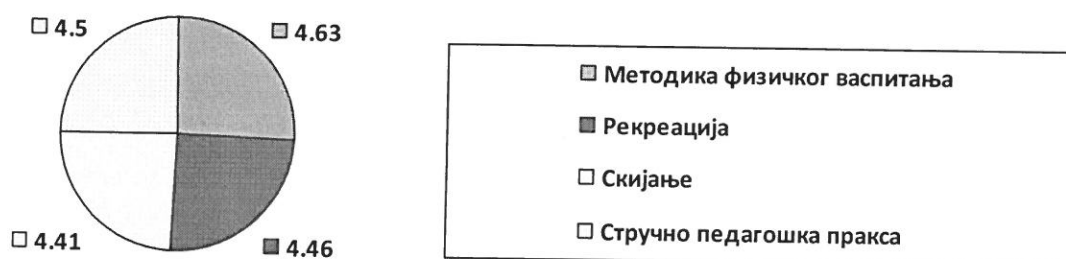 4.5
4.63
4.41
4.46
Методика физичког васпитања
Рекреација
Скијање
Стручно педагошка пракса